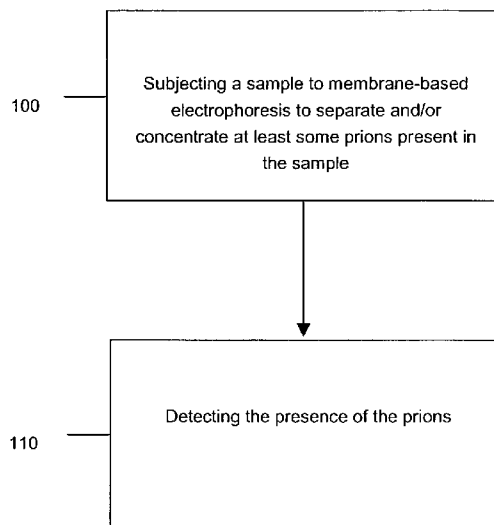 100
Subjecting a sample to membrane-based
electrophoresis to separate and/or
concentrate at least some prions present in
the sample
110
Detecting the presence of the prions